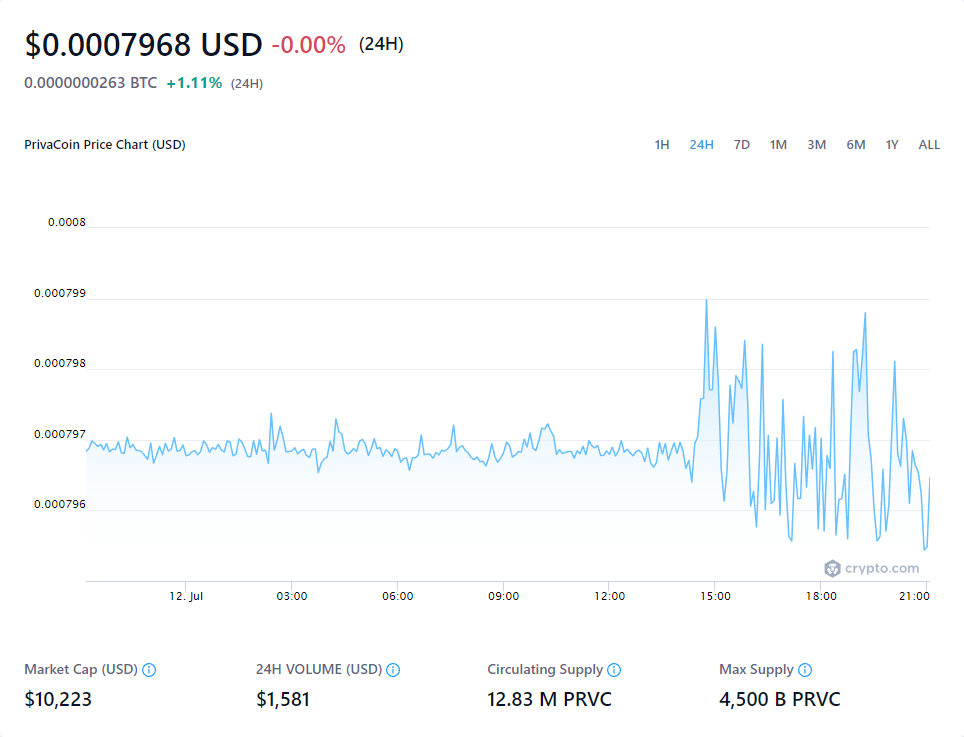 $0.0007968 USD -0.00% (24H)
0.0000000263 BTC +1.11% (24H)
PrivaCoin Price Chart (USD) 1H 24H 7D 1M 3M 6M 1Y ALL
0.0008
0.000799
0.000798
0.000797
0.000796
crypto.com
12. Jul 03:00 06:00 09:00 12:00 15:00 18:00 21:00
Market Cap (USD) 24H VOLUME (USD) Circulating Supply Max Supply
$10,223 $1,581 12.83 M PRVC 4,500 B PRVC